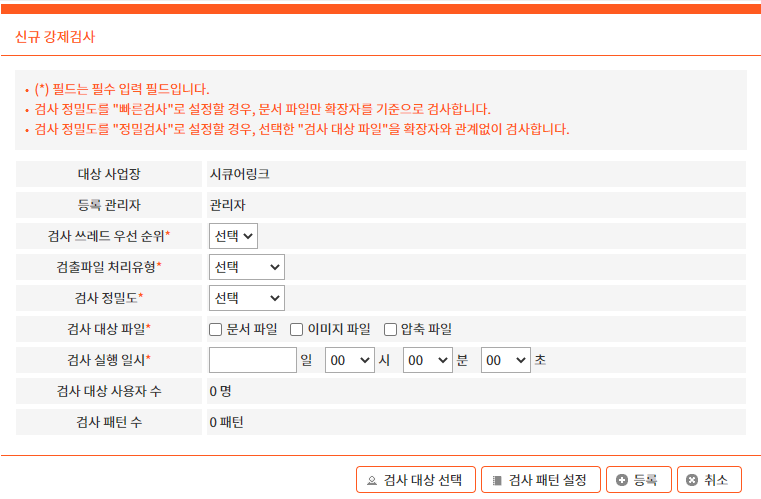 신규 강제검사
• (*) 필드는 필수 입력 필드입니다.
• 검사 정밀도를 "빠른검사"로 설정할 경우, 문서 파일만 확장자를 기준으로 검사합니다.
• 검사 정밀도를 "정밀검사"로 설정할 경우, 선택한 "검사 대상 파일"을 확장자와 관계없이 검사합니다.
대상 사업장 시큐어링크
등록 관리자 관리자
검사 쓰레드 우선 순위* 선택
검출파일 처리유형* 선택
검사 정밀도* 선택
검사 대상 파일* 문서 파일 이미지 파일 압축 파일
검사 실행 일시* 일 00 시 00 분 00 초
검사 대상 사용자 수 0 명
검사 패턴 수 0 패턴
검사 대상 선택 검사 패턴 설정 등록 취소